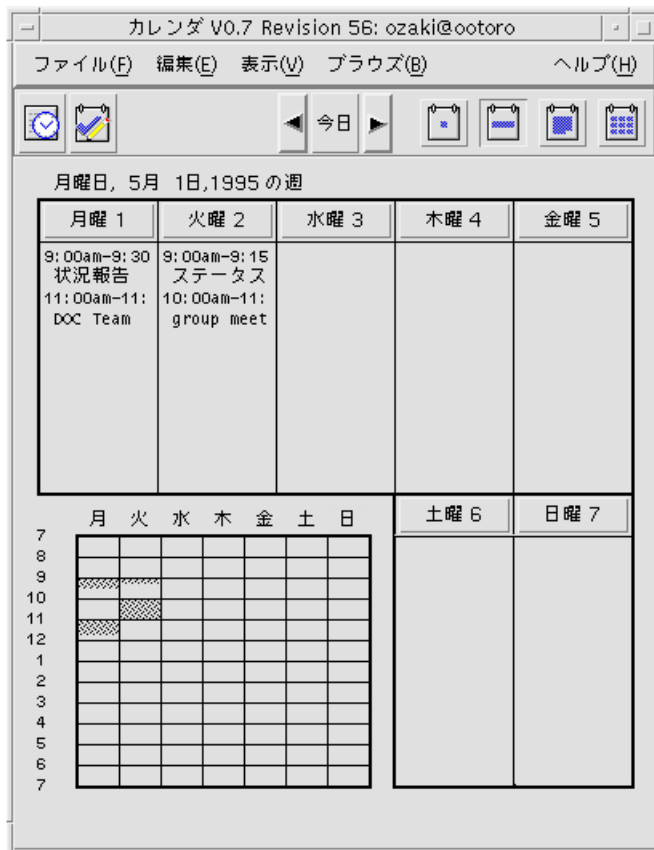 カレンダ V0.7 Revision 56: ozaki@ootoro
ファイル(F) 編集(E) 表示(V) ブラウズ(B) ヘルプ(H)
今日
月曜日, 5月 1日,1995 の週
月曜 1 火曜 2 水曜 3 木曜 4 金曜 5
9:00am-9:30 9:00am-9:15
状況報告 ステータス
11:00am-11: 10:00am-11:
DOC Team group meet
月 火 水 木 金 土 日
土曜 6 日曜 7
7
8
9
10
11
12
1
2
3
4
5
6
7